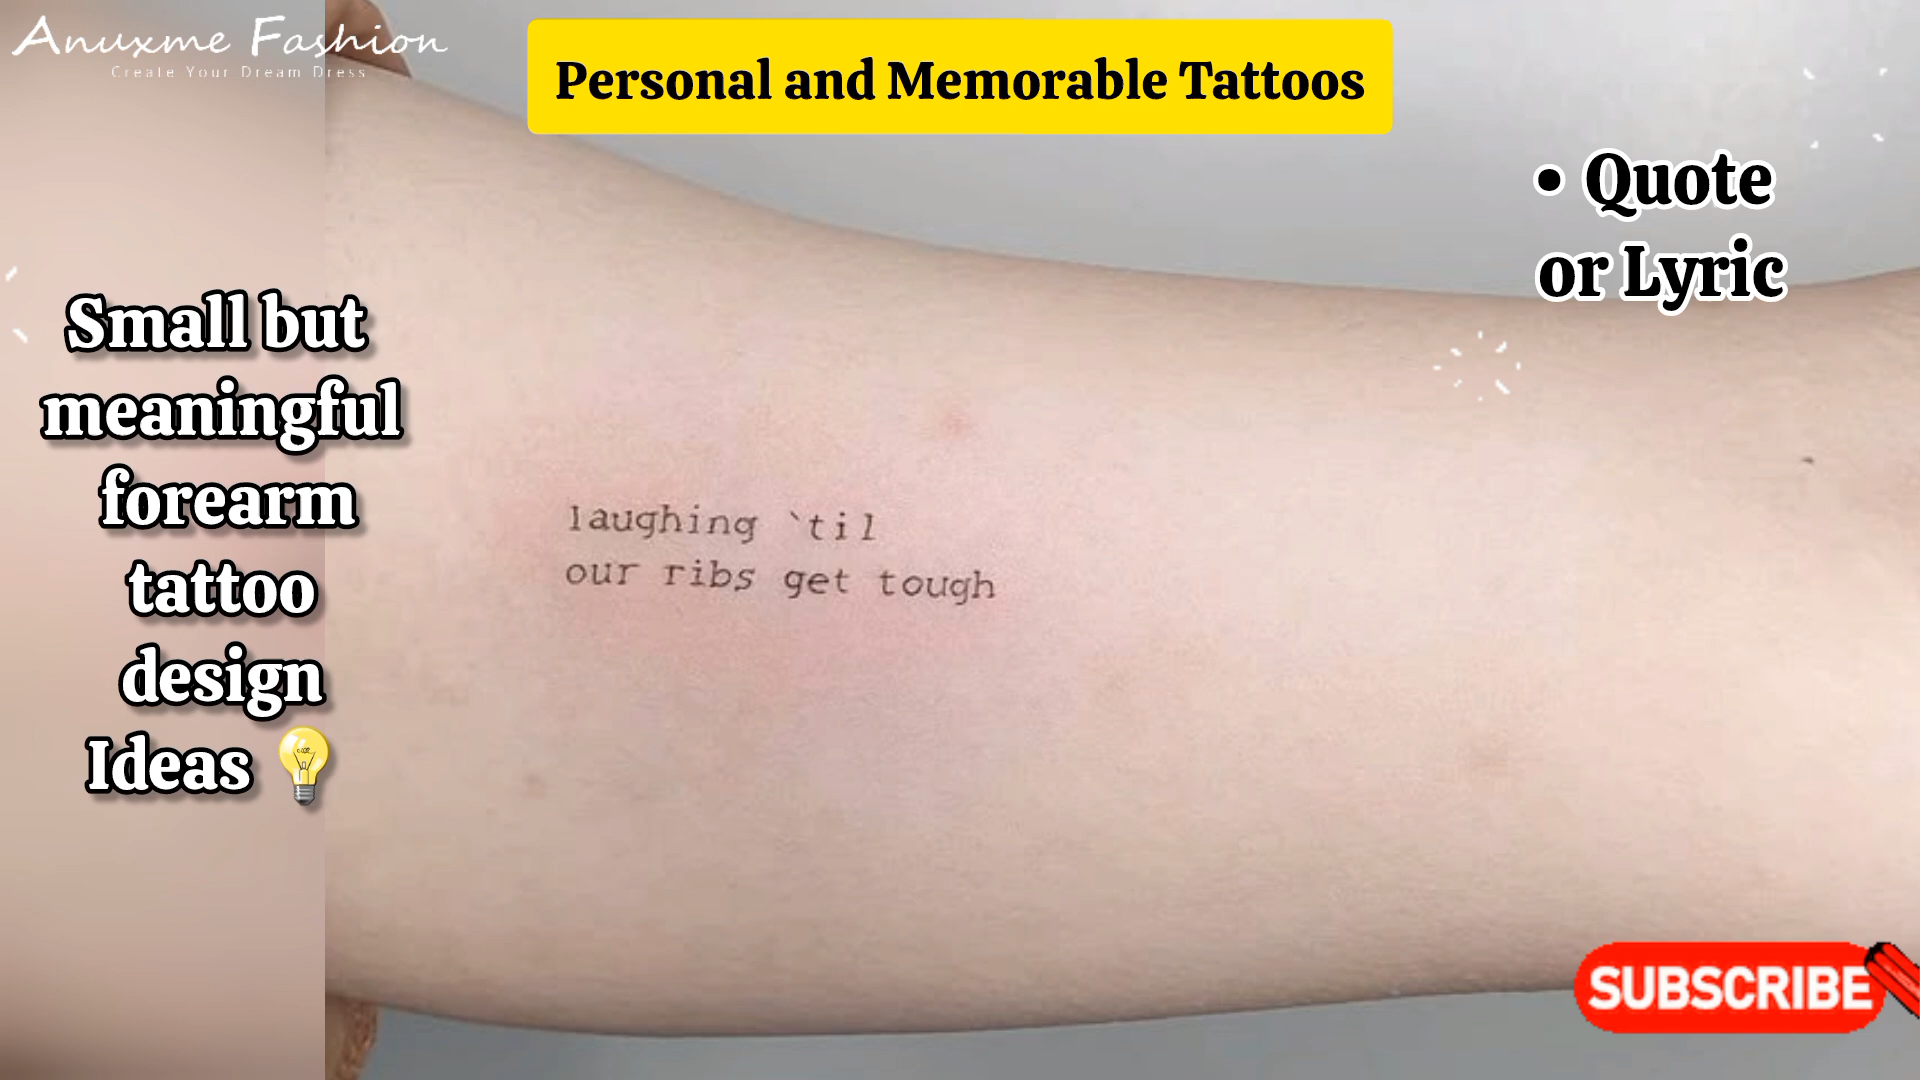 Anuxme Fashion
Create Your Dream Dress
Personal and Memorable Tattoos
• Quote
or Lyric
Small but
meaningful
forearm
tattoo
design
Ideas 💡
laughing `til
our ribs get tough
SUBSCRIBE